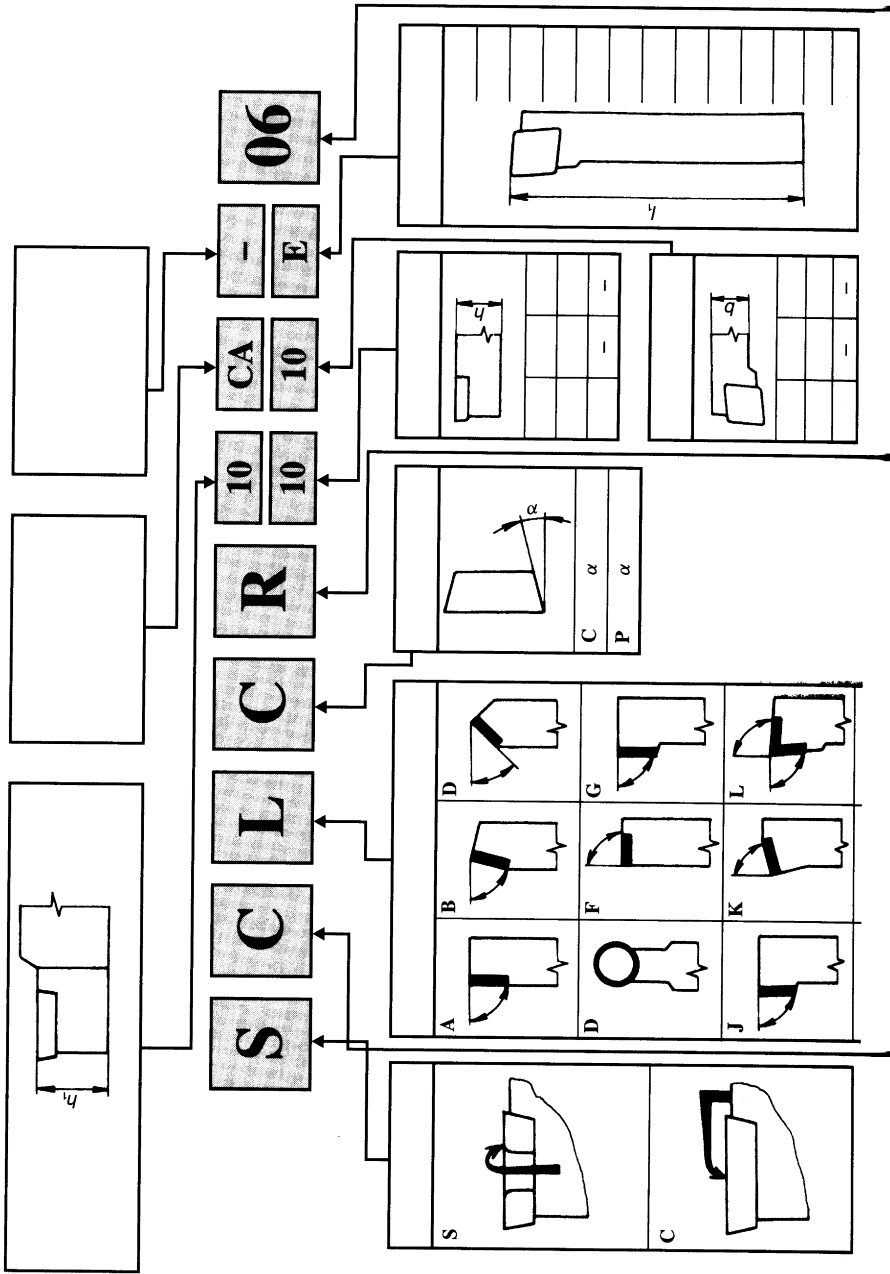 h₁
S C L C R 10 CA – 06
10 10 E
S
C
A B D
D F G
J K L
α
C α
P α
h
– –
b
– –
l₁